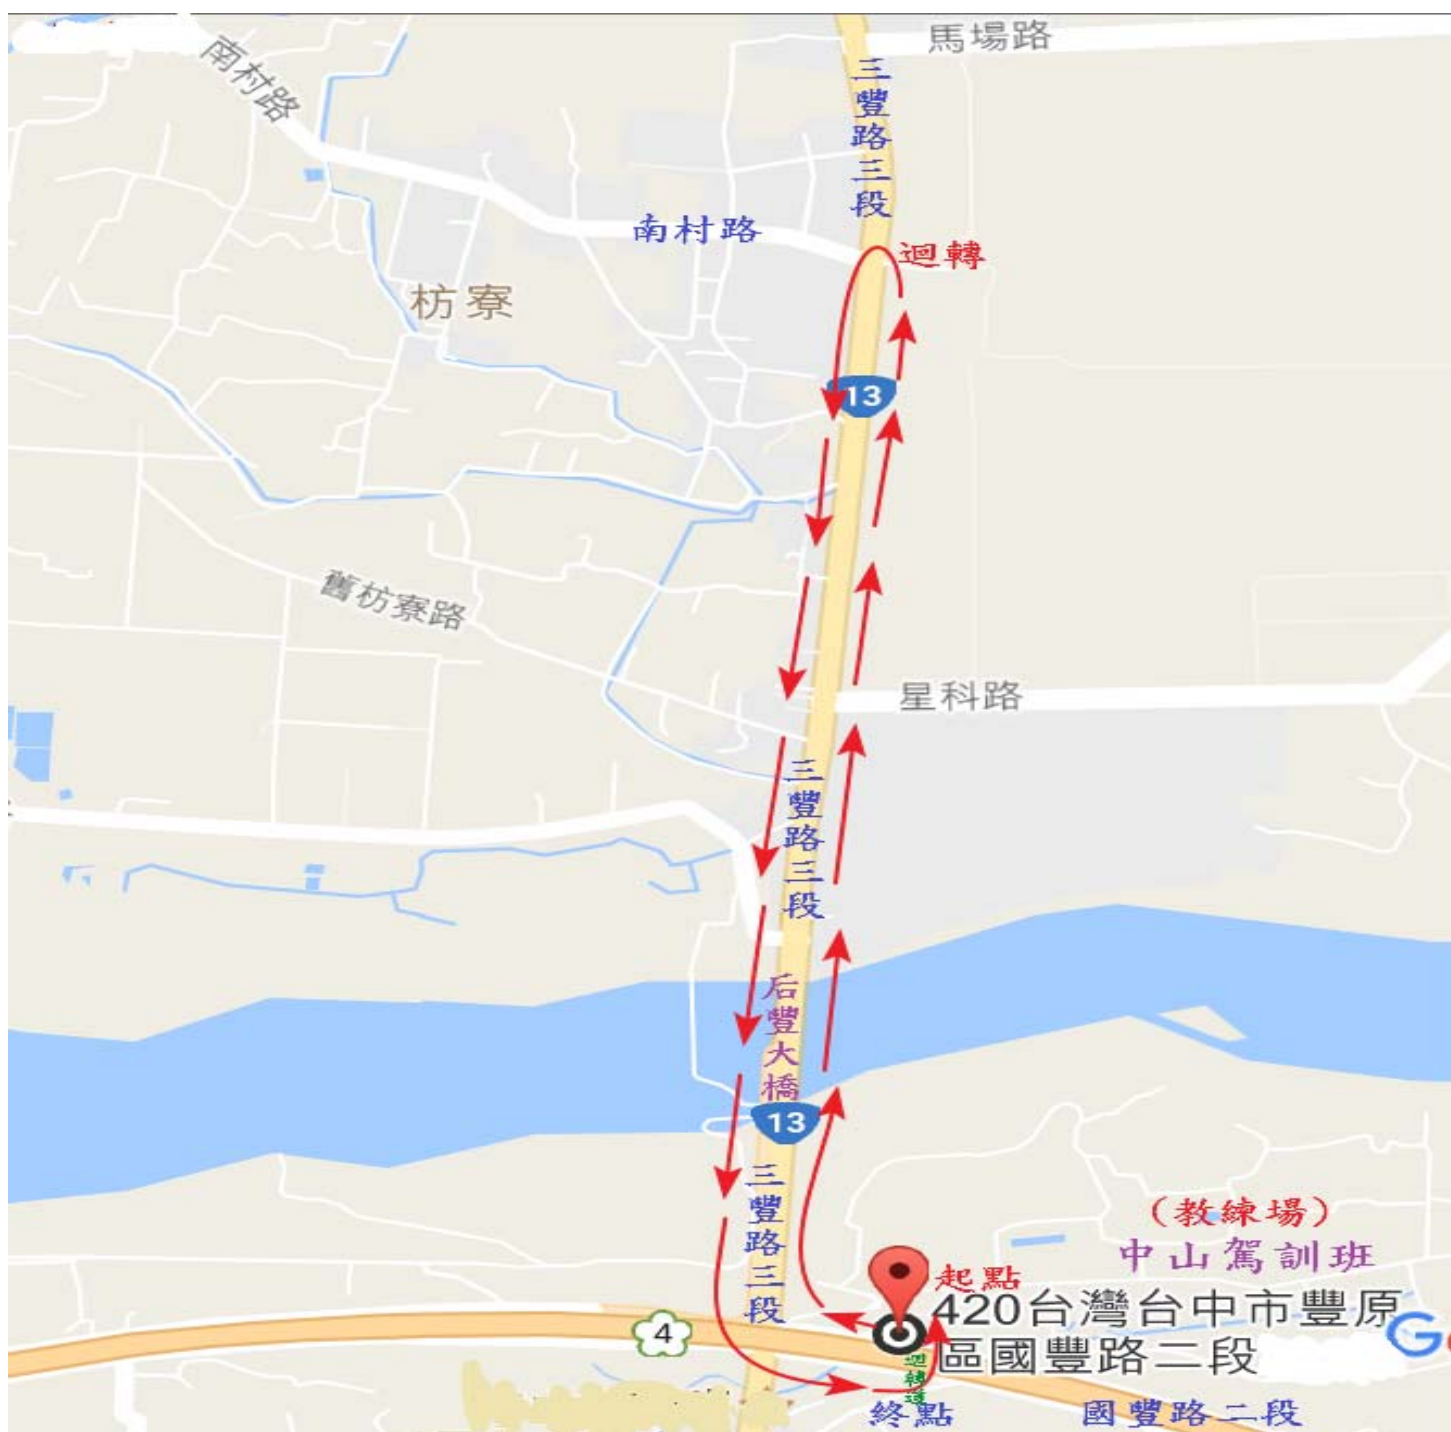 馬場路
南村路
三豐路三段
南村路
迴轉
枋寮
13
舊枋寮路
星科路
三豐路三段
后豐大橋
13
三豐路三段
(教練場)
中山駕訓班
起點
420台灣台中市豐原
區國豐路二段
4
迴轉道
終點
國豐路二段